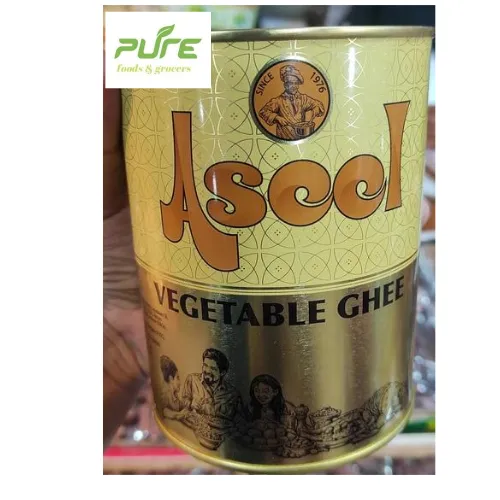 PURE
foods & grocers
SINCE 1976
Aseel
VEGETABLE GHEE